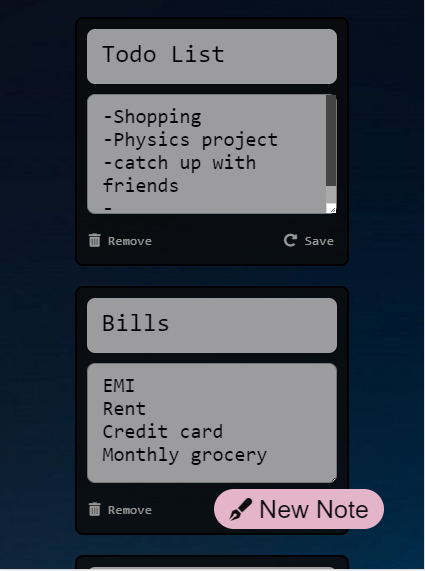 Todo List
-Shopping
-Physics project
-catch up with
friends
-
Remove
Save
Bills
EMI
Rent
Credit card
Monthly grocery
Remove
New Note